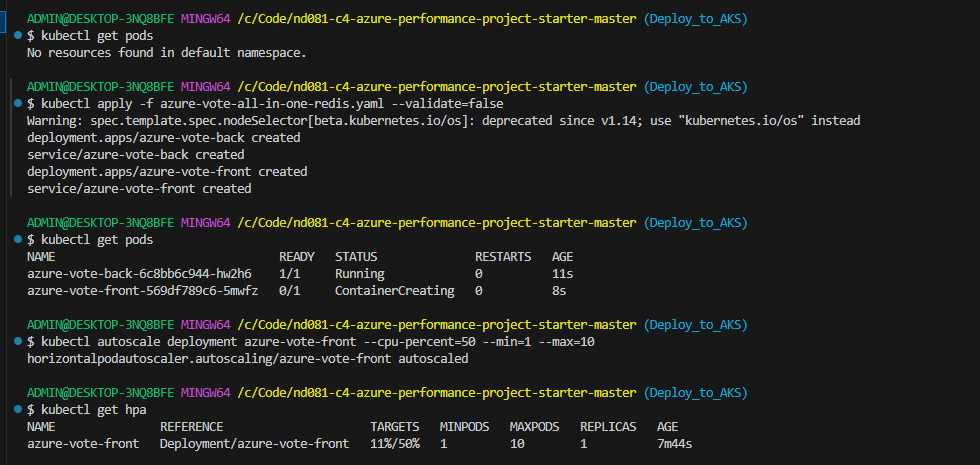 ADMIN@DESKTOP-3NQ8BFE MINGW64 /c/Code/nd081-c4-azure-performance-project-starter-master (Deploy_to_AKS)
$ kubectl get pods
No resources found in default namespace.
ADMIN@DESKTOP-3NQ8BFE MINGW64 /c/Code/nd081-c4-azure-performance-project-starter-master (Deploy_to_AKS)
$ kubectl apply -f azure-vote-all-in-one-redis.yaml --validate=false
Warning: spec.template.spec.nodeSelector[beta.kubernetes.io/os]: deprecated since v1.14; use "kubernetes.io/os" instead
deployment.apps/azure-vote-back created
service/azure-vote-back created
deployment.apps/azure-vote-front created
service/azure-vote-front created
ADMIN@DESKTOP-3NQ8BFE MINGW64 /c/Code/nd081-c4-azure-performance-project-starter-master (Deploy_to_AKS)
$ kubectl get pods
NAME READY STATUS RESTARTS AGE
azure-vote-back-6c8bb6c944-hw2h6 1/1 Running 0 11s
azure-vote-front-569df789c6-5mwfz 0/1 ContainerCreating 0 8s
ADMIN@DESKTOP-3NQ8BFE MINGW64 /c/Code/nd081-c4-azure-performance-project-starter-master (Deploy_to_AKS)
$ kubectl autoscale deployment azure-vote-front --cpu-percent=50 --min=1 --max=10
horizontalpodautoscaler.autoscaling/azure-vote-front autoscaled
ADMIN@DESKTOP-3NQ8BFE MINGW64 /c/Code/nd081-c4-azure-performance-project-starter-master (Deploy_to_AKS)
$ kubectl get hpa
NAME REFERENCE TARGETS MINPODS MAXPODS REPLICAS AGE
azure-vote-front Deployment/azure-vote-front 11%/50% 1 10 1 7m44s